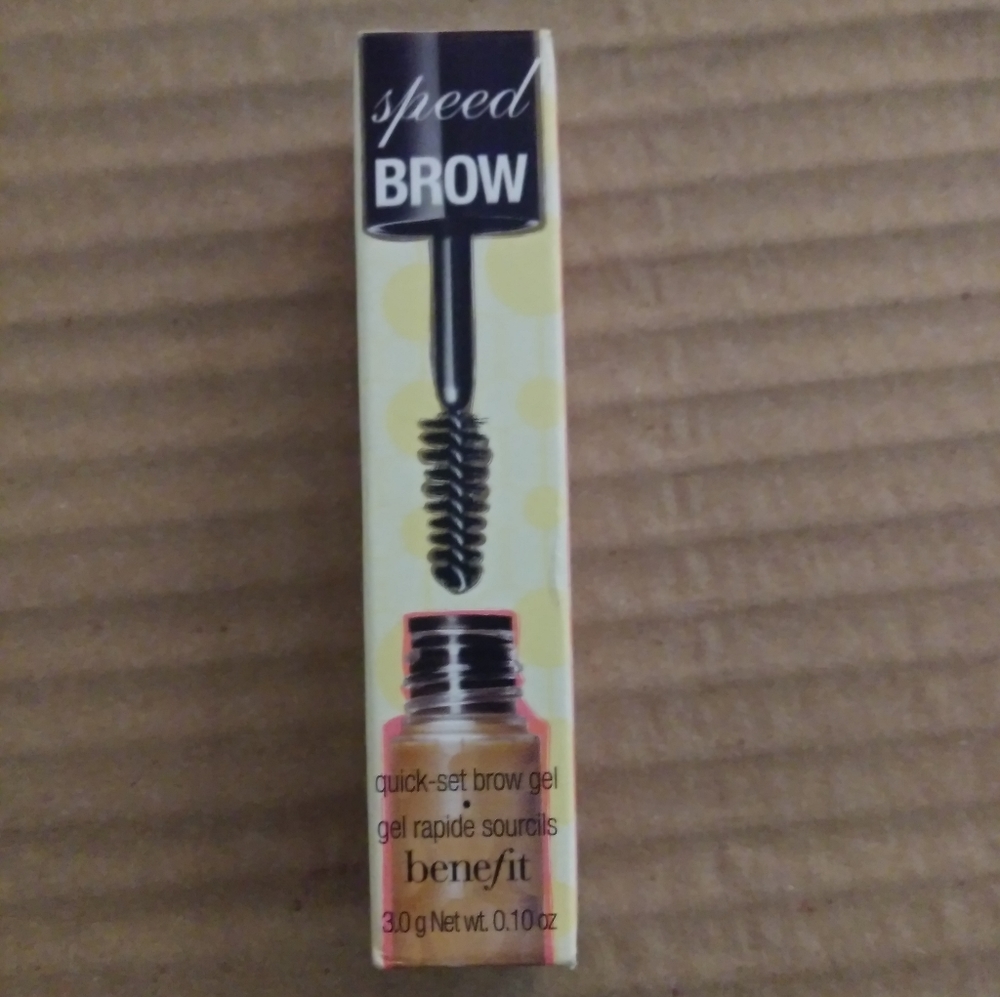 speed
BROW
quick-set brow gel
•
gel rapide sourcils
benefit
3.0 g Net wt. 0.10 oz